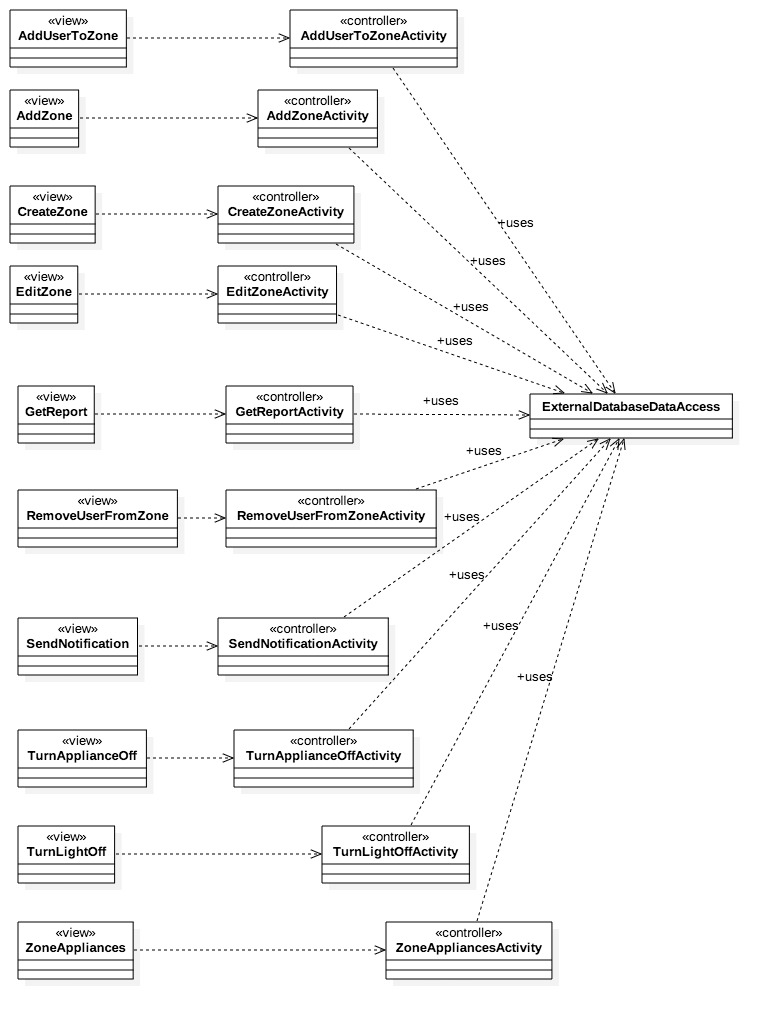 «view»
AddUserToZone
«controller»
AddUserToZoneActivity
«view»
AddZone
«controller»
AddZoneActivity
«view»
CreateZone
«controller»
CreateZoneActivity
+uses
+uses
«view»
EditZone
«controller»
EditZoneActivity
+uses
+uses
«view»
GetReport
«controller»
GetReportActivity
+uses
ExternalDatabaseDataAccess
+uses
«view»
RemoveUserFromZone
«controller»
RemoveUserFromZoneActivity
+uses
+uses
«view»
SendNotification
«controller»
SendNotificationActivity
+uses
+uses
«view»
TurnApplianceOff
«controller»
TurnApplianceOffActivity
«view»
TurnLightOff
«controller»
TurnLightOffActivity
«view»
ZoneAppliances
«controller»
ZoneAppliancesActivity